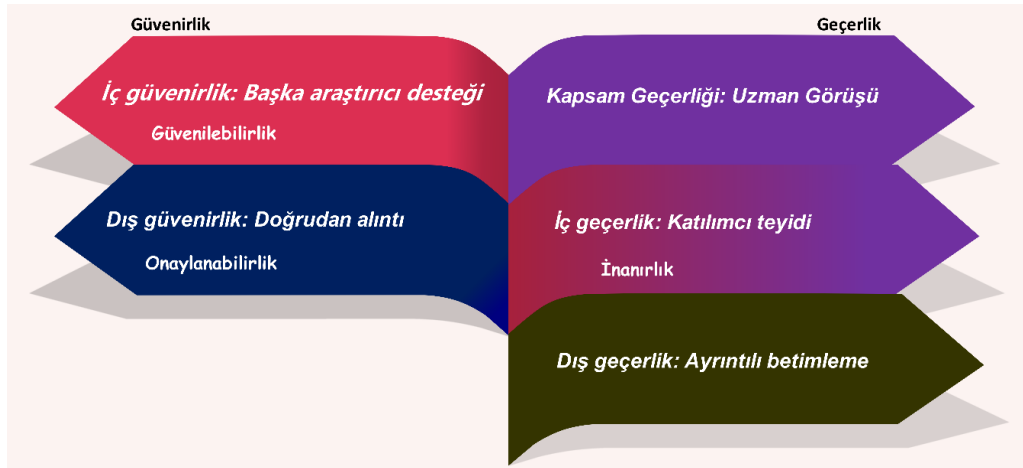 Güvenirlik
Geçerlik
İç güvenirlik: Başka araştırıcı desteği
Güvenilebilirlik
Kapsam Geçerliği: Uzman Görüşü
Dış güvenirlik: Doğrudan alıntı
Onaylanabilirlik
İç geçerlik: Katılımcı teyidi
İnanırlık
Dış geçerlik: Ayrıntılı betimleme